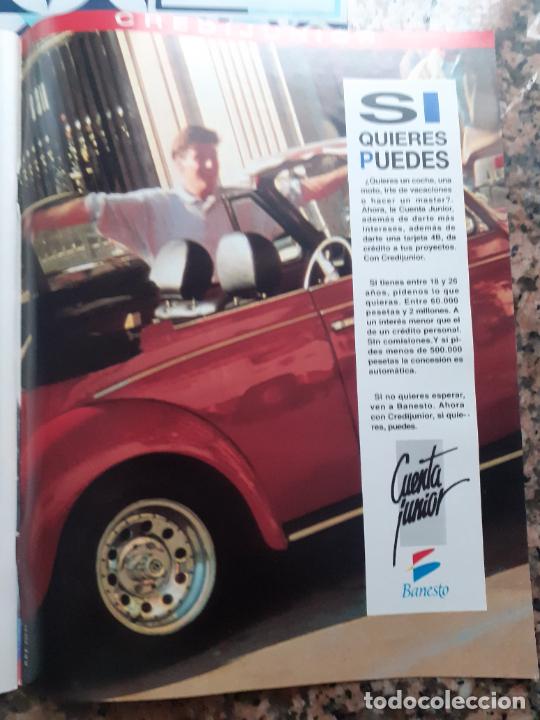 CREDIJUNIOR
SI
QUIERES
PUEDES
¿Quieres un coche, una
moto, irte de vacaciones
o hacer un master?.
Ahora, la Cuenta Junior,
además de darte más
intereses, además de
darte una tarjeta 4B, da
crédito a tus proyectos.
Con Credijunior.
Si tienes entre 18 y 26
años, pídenos lo que
quieras. Entre 60.000
pesetas y 2 millones. A
un interés menor que el
de un crédito personal.
Sin comisiones. Y si pi-
des menos de 500.000
pesetas la concesión es
automática.
Si no quieres esperar,
ven a Banesto. Ahora
con Credijunior, si quie-
res, puedes.
Cuenta
junior
Banesto
todocoleccion.net